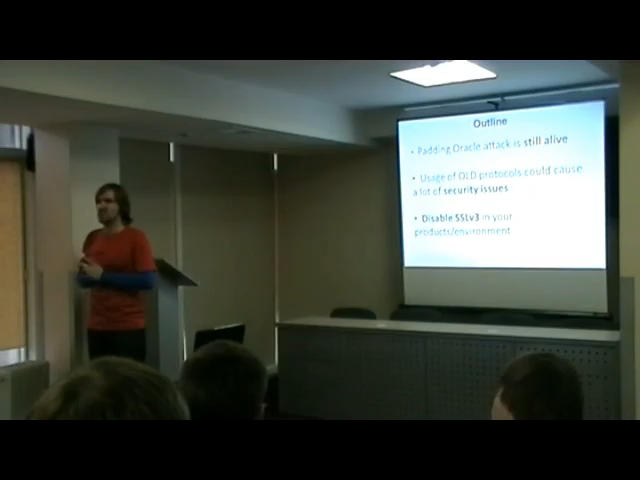 Outline
• Padding Oracle attack is still alive
• Usage of OLD protocols could cause
a lot of security issues
• Disable SSLv3 in your
products/environment